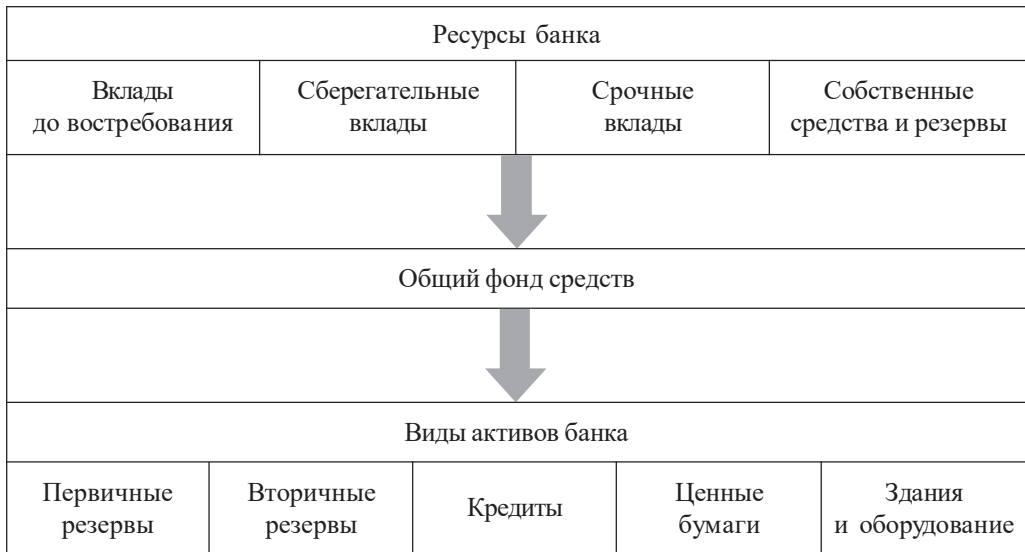 Ресурсы банка
Вклады
до востребования
Сберегательные
вклады
Срочные
вклады
Собственные
средства и резервы
Общий фонд средств
Виды активов банка
Первичные
резервы
Вторичные
резервы
Кредиты
Ценные
бумаги
Здания
и оборудование